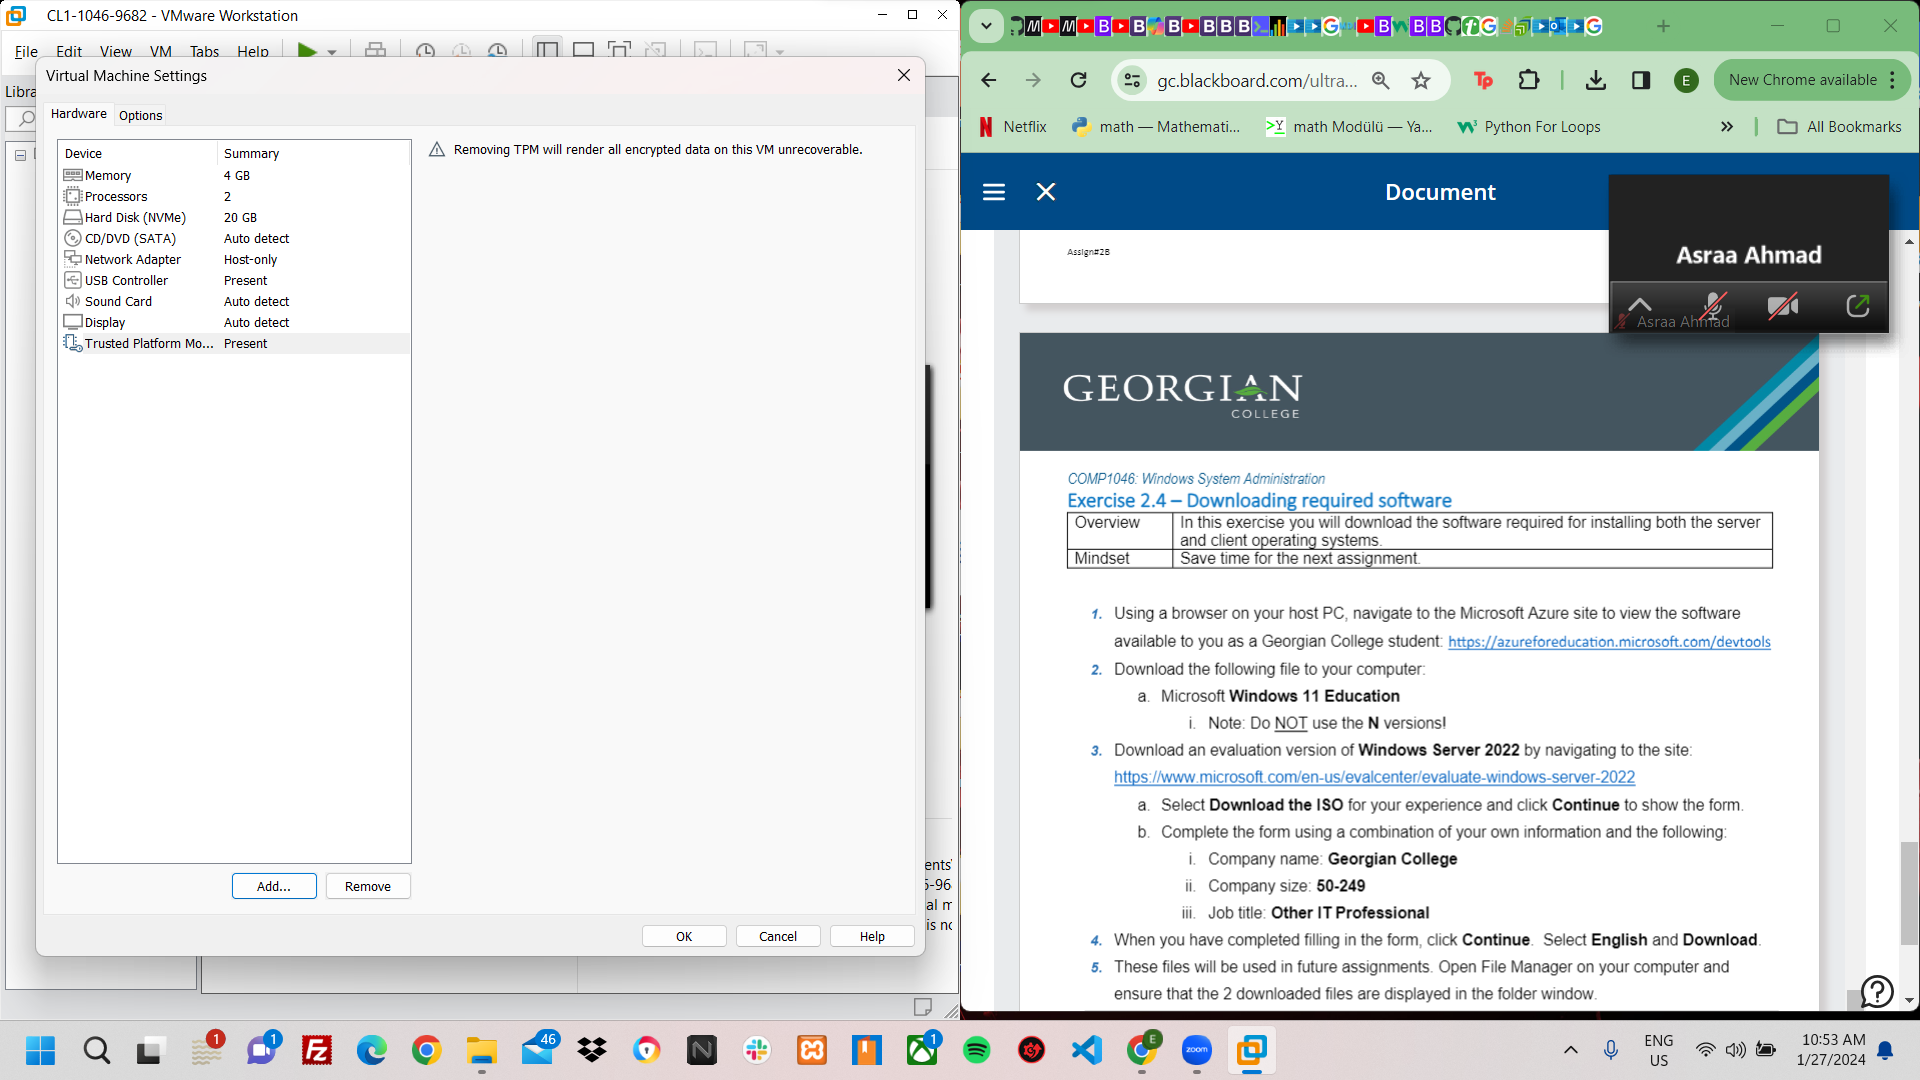 CL1-1046-9682 - VMware Workstation
File Edit View VM Tabs Help
Libra
Virtual Machine Settings
Hardware Options
Device Summary
Memory 4 GB
Processors 2
Hard Disk (NVMe) 20 GB
CD/DVD (SATA) Auto detect
Network Adapter Host-only
USB Controller Present
Sound Card Auto detect
Display Auto detect
Trusted Platform Mo... Present
Removing TPM will render all encrypted data on this VM unrecoverable.
Add... Remove
OK Cancel Help
gc.blackboard.com/ultra...
E
New Chrome available
Netflix
math — Mathemati...
math Modülü — Ya...
Python For Loops
»
All Bookmarks
Document
Asraa Ahmad
Asraa Ahmad
Assign#2B
GEORGIAN
COLLEGE
COMP1046: Windows System Administration
Exercise 2.4 – Downloading required software
Overview In this exercise you will download the software required for installing both the server
and client operating systems.
Mindset Save time for the next assignment.
1. Using a browser on your host PC, navigate to the Microsoft Azure site to view the software
available to you as a Georgian College student: https://azureforeducation.microsoft.com/devtools
2. Download the following file to your computer:
a. Microsoft Windows 11 Education
i. Note: Do NOT use the N versions!
3. Download an evaluation version of Windows Server 2022 by navigating to the site:
https://www.microsoft.com/en-us/evalcenter/evaluate-windows-server-2022
a. Select Download the ISO for your experience and click Continue to show the form.
b. Complete the form using a combination of your own information and the following:
i. Company name: Georgian College
ii. Company size: 50-249
iii. Job title: Other IT Professional
4. When you have completed filling in the form, click Continue. Select English and Download.
5. These files will be used in future assignments. Open File Manager on your computer and
ensure that the 2 downloaded files are displayed in the folder window.
1
1
46
1
E
zoom
ENG
US
10:53 AM
1/27/2024